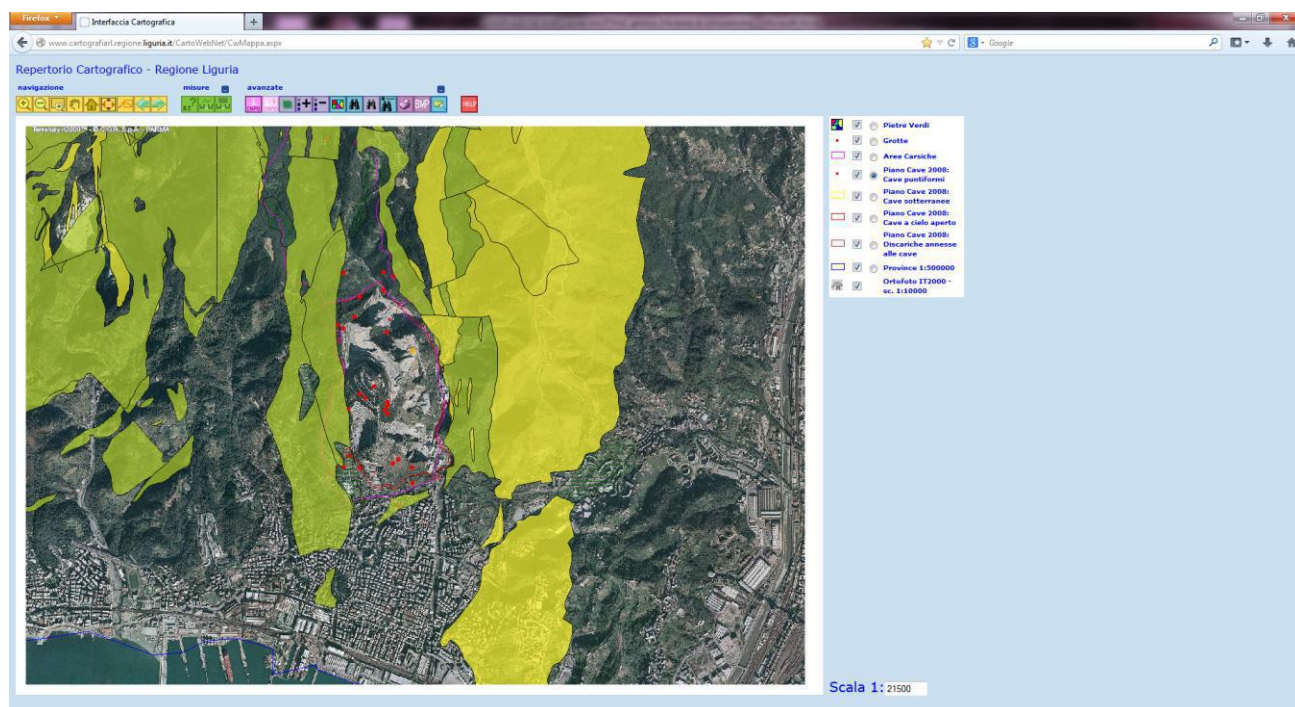 Firefox
Interfaccia Cartografica
www.cartografiarl.regione.liguria.it/CartoWebNet/CwMappa.aspx
Google
Repertorio Cartografico - Regione Liguria
navigazione
misure
avanzate
BMP
HELP
Pietre Verdi
Grotte
Aree Carsiche
Piano Cave 2008:
Cave puntiformi
Piano Cave 2008:
Cave sotterranee
Piano Cave 2008:
Cave a cielo aperto
Piano Cave 2008:
Discariche annesse
alle cave
Province 1:500000
Ortofoto IT2000 -
sc. 1:10000
Scala 1: 21500